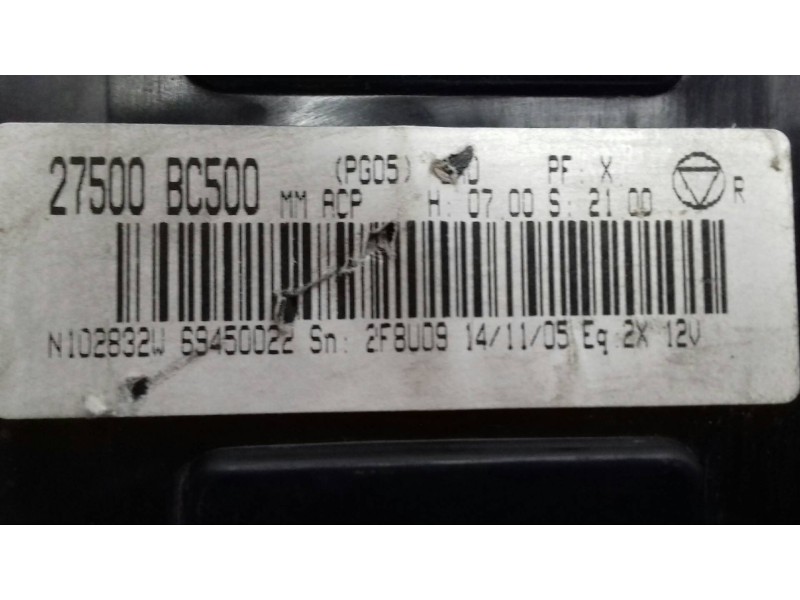 27500 BC500 (PG05) PF: X R
MM ACP H: 07.00 S: 21.00
N102832W 69450022 Sn: 2F8U09 14/11/05 Eq: 2X 12V